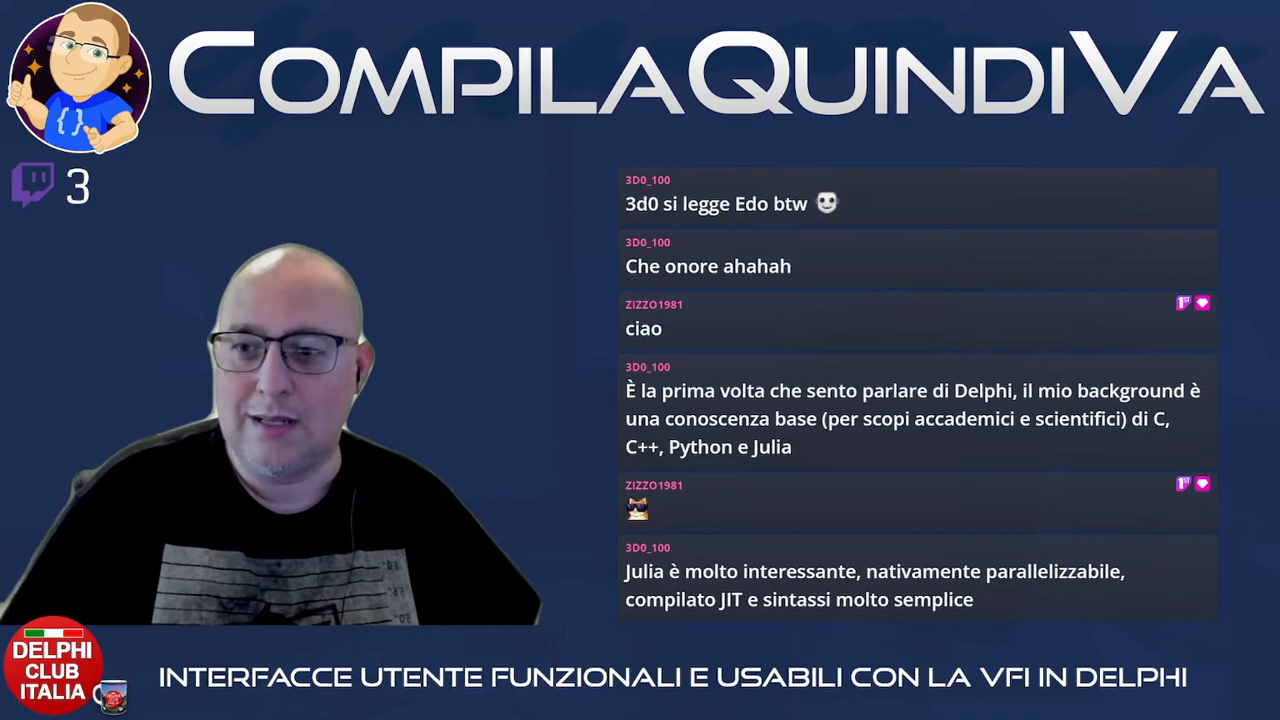 COMPILAQUINDIVA
3
3D0_100
3d0 si legge Edo btw
3D0_100
Che onore ahahah
ZIZZO1981
1ST
ciao
3D0_100
È la prima volta che sento parlare di Delphi, il mio background è
una conoscenza base (per scopi accademici e scientifici) di C,
C++, Python e Julia
ZIZZO1981
1ST
3D0_100
Julia è molto interessante, nativamente parallelizzabile,
compilato JIT e sintassi molto semplice
DELPHI
CLUB
ITALIA
INTERFACCE UTENTE FUNZIONALI E USABILI CON LA VFI IN DELPHI